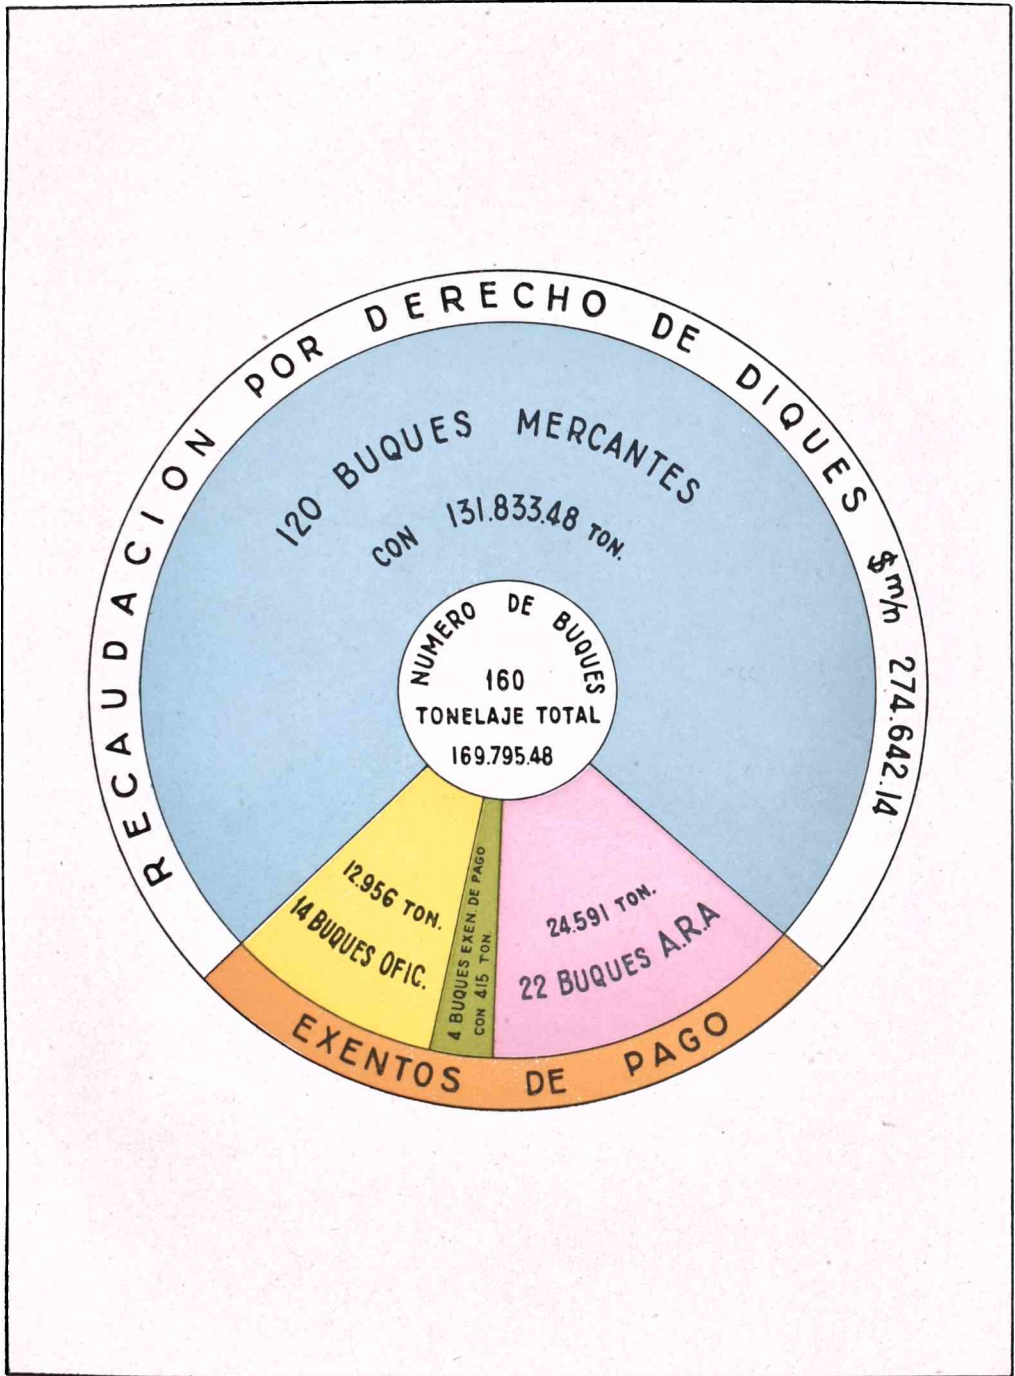 RECAUDACION POR DERECHO DE DIQUES $ m/n 274.642.14
120 BUQUES MERCANTES
CON 131.833.48 TON.
NUMERO DE BUQUES
160
TONELAJE TOTAL
169.795.48
12.956 TON.
14 BUQUES OFIC.
4 BUQUES EXEN. DE PAGO
CON 415 TON.
24.591 TON.
22 BUQUES A.R.A
EXENTOS DE PAGO